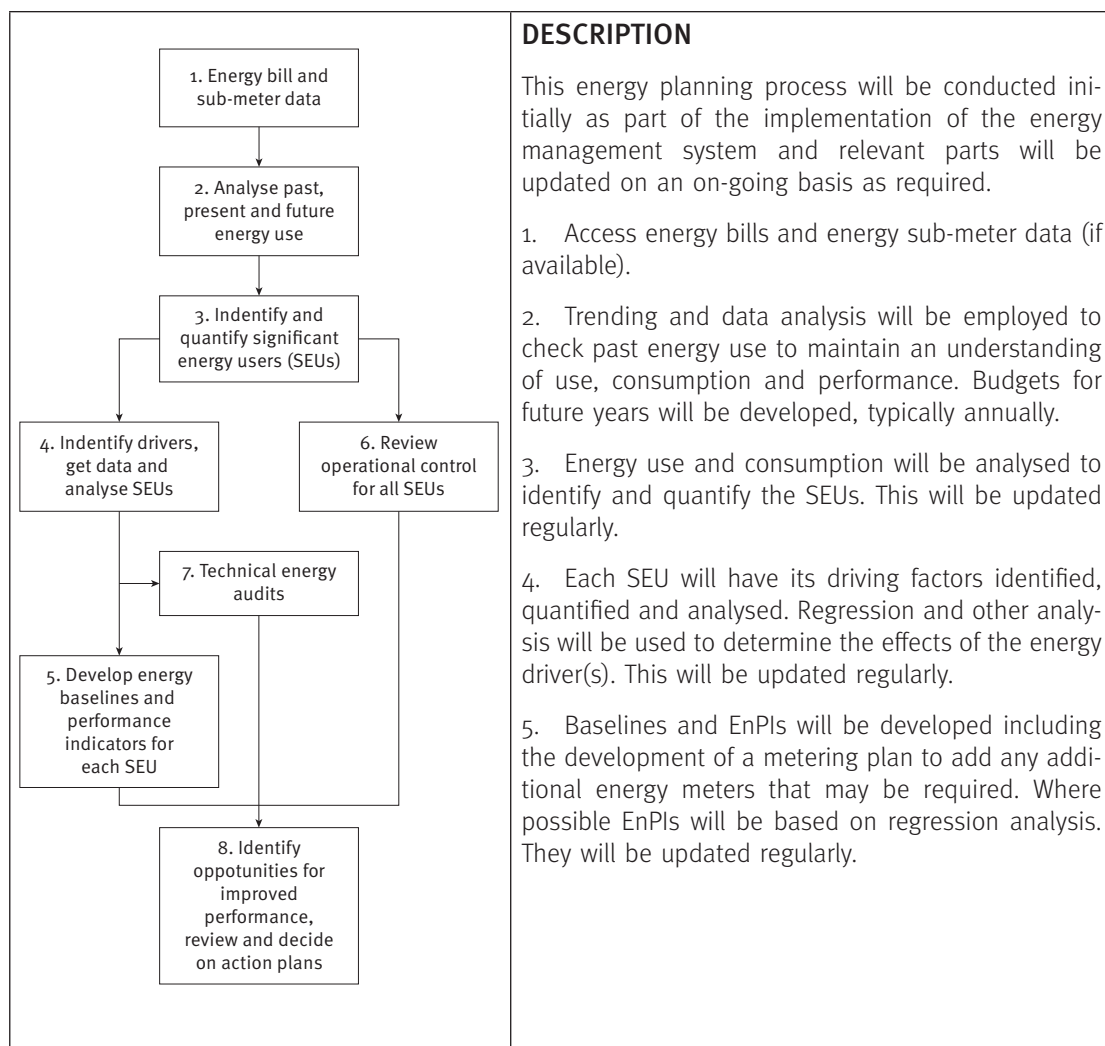 1. Energy bill and
sub-meter data
2. Analyse past,
present and future
energy use
3. Indentify and
quantify significant
energy users (SEUs)
4. Indentify drivers,
get data and
analyse SEUs
6. Review
operational control
for all SEUs
7. Technical energy
audits
5. Develop energy
baselines and
performance
indicators for
each SEU
8. Identify
oppotunities for
improved
performance,
review and decide
on action plans
DESCRIPTION
This energy planning process will be conducted ini-
tially as part of the implementation of the energy
management system and relevant parts will be
updated on an on-going basis as required.
1. Access energy bills and energy sub-meter data (if
available).
2. Trending and data analysis will be employed to
check past energy use to maintain an understanding
of use, consumption and performance. Budgets for
future years will be developed, typically annually.
3. Energy use and consumption will be analysed to
identify and quantify the SEUs. This will be updated
regularly.
4. Each SEU will have its driving factors identified,
quantified and analysed. Regression and other analy-
sis will be used to determine the effects of the energy
driver(s). This will be updated regularly.
5. Baselines and EnPIs will be developed including
the development of a metering plan to add any addi-
tional energy meters that may be required. Where
possible EnPIs will be based on regression analysis.
They will be updated regularly.